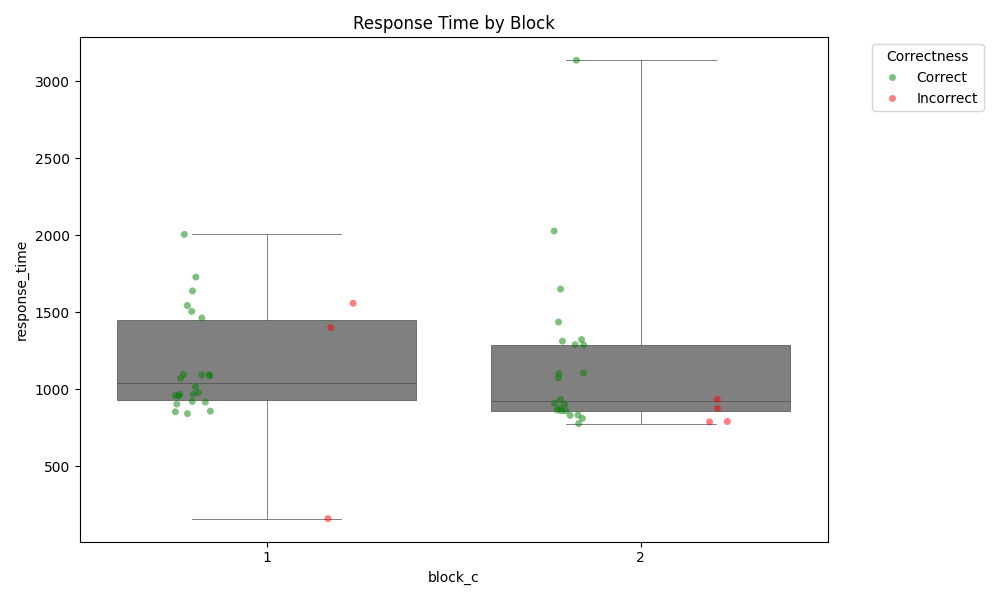 Response Time by Block
Correctness
Correct
Incorrect
3000
2500
2000
1500
1000
500
response_time
1
2
block_c